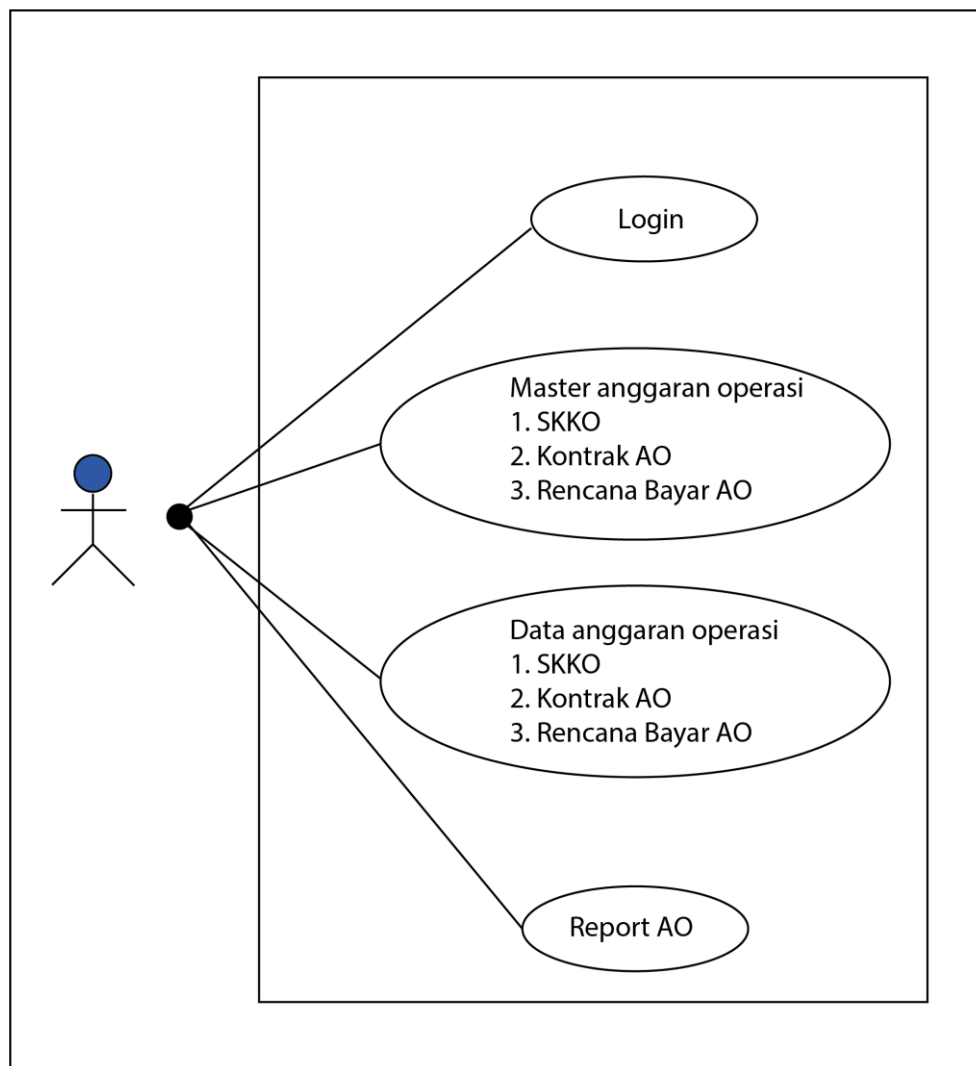 Login
Master anggaran operasi
1. SKKO
2. Kontrak AO
3. Rencana Bayar AO
Data anggaran operasi
1. SKKO
2. Kontrak AO
3. Rencana Bayar AO
Report AO